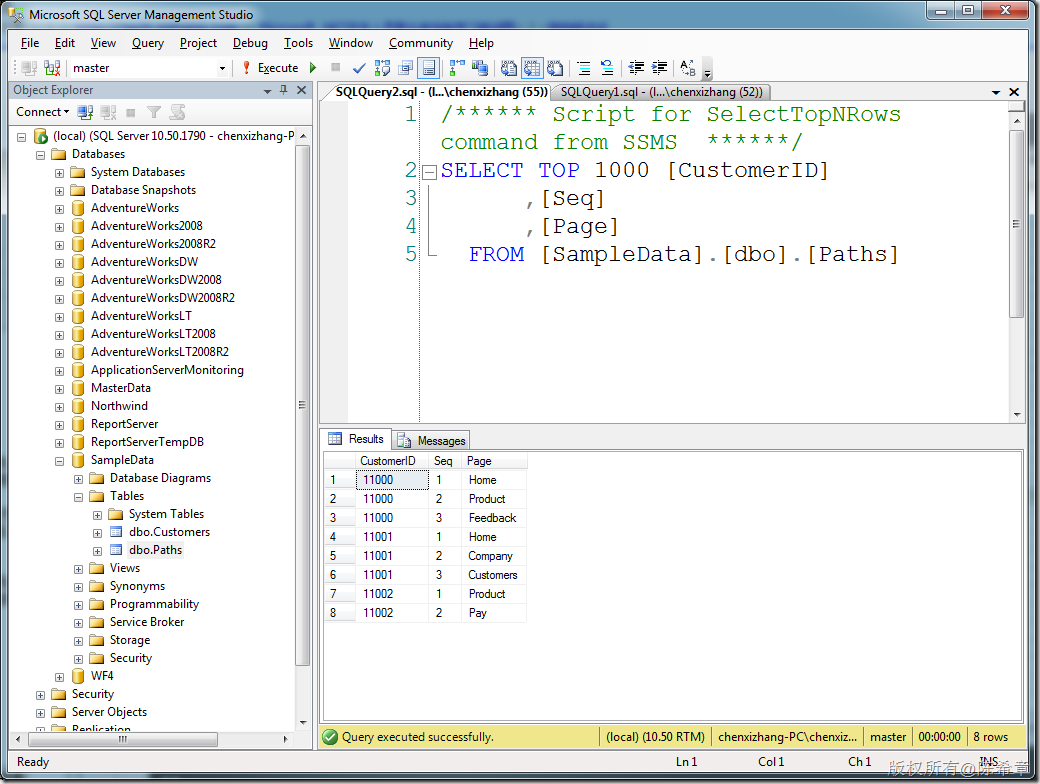 Microsoft SQL Server Management Studio
File Edit View Query Project Debug Tools Window Community Help
master Execute
Object Explorer
Connect
(local) (SQL Server 10.50.1790 - chenxizhang-P
Databases
System Databases
Database Snapshots
AdventureWorks
AdventureWorks2008
AdventureWorks2008R2
AdventureWorksDW
AdventureWorksDW2008
AdventureWorksDW2008R2
AdventureWorksLT
AdventureWorksLT2008
AdventureWorksLT2008R2
ApplicationServerMonitoring
MasterData
Northwind
ReportServer
ReportServerTempDB
SampleData
Database Diagrams
Tables
System Tables
dbo.Customers
dbo.Paths
Views
Synonyms
Programmability
Service Broker
Storage
Security
WF4
Security
Server Objects
Replication
SQLQuery2.sql - (l...\chenxizhang (55)) SQLQuery1.sql - (l...\chenxizhang (52))
1 /****** Script for SelectTopNRows
command from SSMS ******/
2 SELECT TOP 1000 [CustomerID]
3 ,[Seq]
4 ,[Page]
5 FROM [SampleData].[dbo].[Paths]
Results Messages
CustomerID Seq Page
1 11000 1 Home
2 11000 2 Product
3 11000 3 Feedback
4 11001 1 Home
5 11001 2 Company
6 11001 3 Customers
7 11002 1 Product
8 11002 2 Pay
Query executed successfully. (local) (10.50 RTM) chenxizhang-PC\chenxiz... master 00:00:00 8 rows
Ready Ln 1 Col 1 Ch 1 INS
版权所有@陈希章